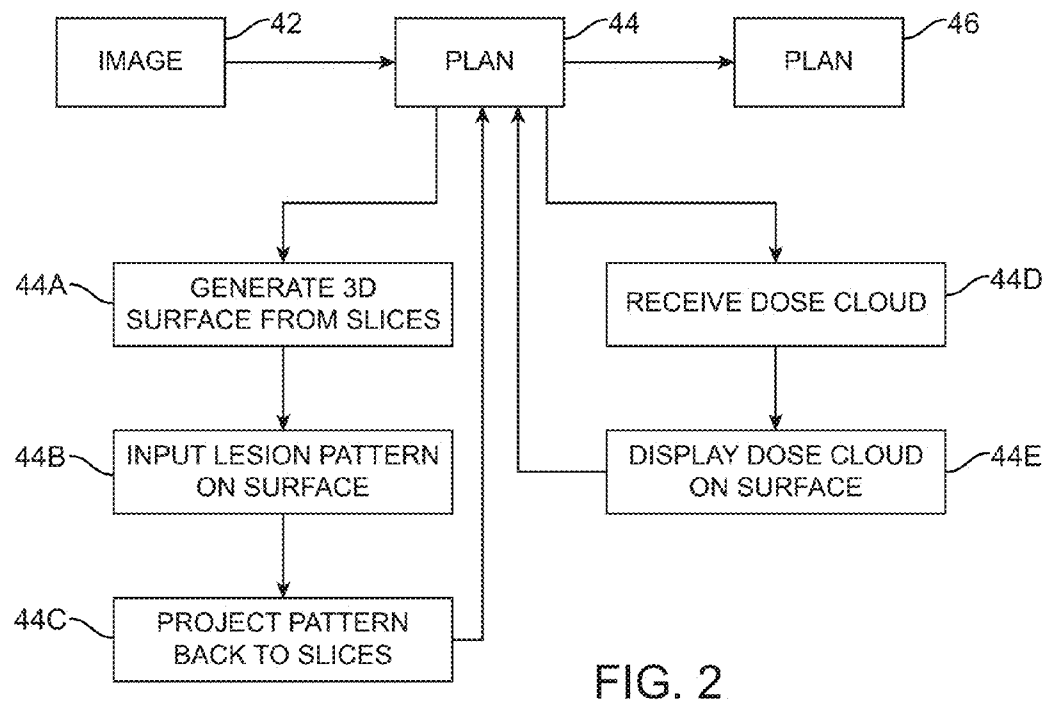 42
IMAGE
44
PLAN
46
PLAN
44A
GENERATE 3D
SURFACE FROM SLICES
44B
INPUT LESION PATTERN
ON SURFACE
44C
PROJECT PATTERN
BACK TO SLICES
RECEIVE DOSE CLOUD
44D
DISPLAY DOSE CLOUD
ON SURFACE
44E
FIG. 2